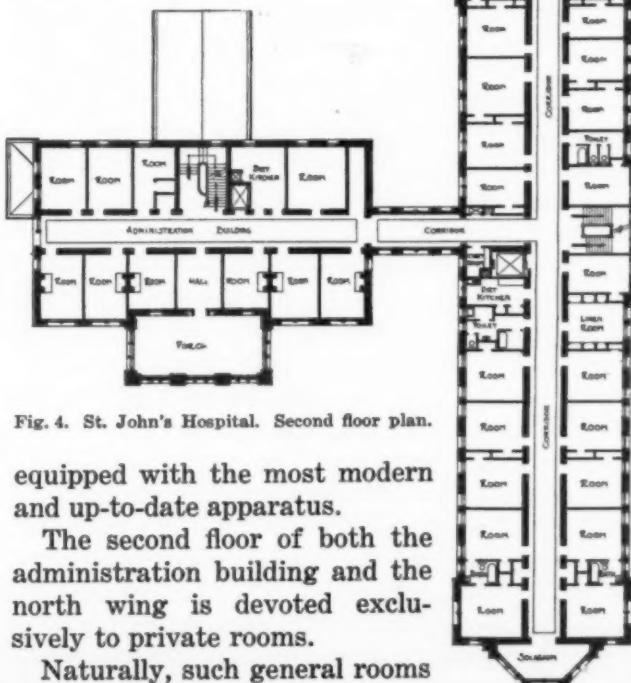 ROOM
ROOM
CORRIDOR
ROOM
ROOM
ROOM
ROOM
TOILET
ROOM
ROOM
ROOM ROOM ROOM DIET KITCHEN ROOM
ADMINISTRATION BUILDING
CORRIDOR
ROOM ROOM ROOM HALL ROOM ROOM ROOM
PORCH
ROOM
DIET KITCHEN
LINEN ROOM
TOILET
ROOM ROOM
CORRIDOR
ROOM ROOM
ROOM ROOM
ROOM ROOM
ROOM ROOM
SOLARIUM
Fig. 4. St. John's Hospital. Second floor plan.
equipped with the most modern
and up-to-date apparatus.
The second floor of both the
administration building and the
north wing is devoted exclu-
sively to private rooms.
Naturally, such general rooms